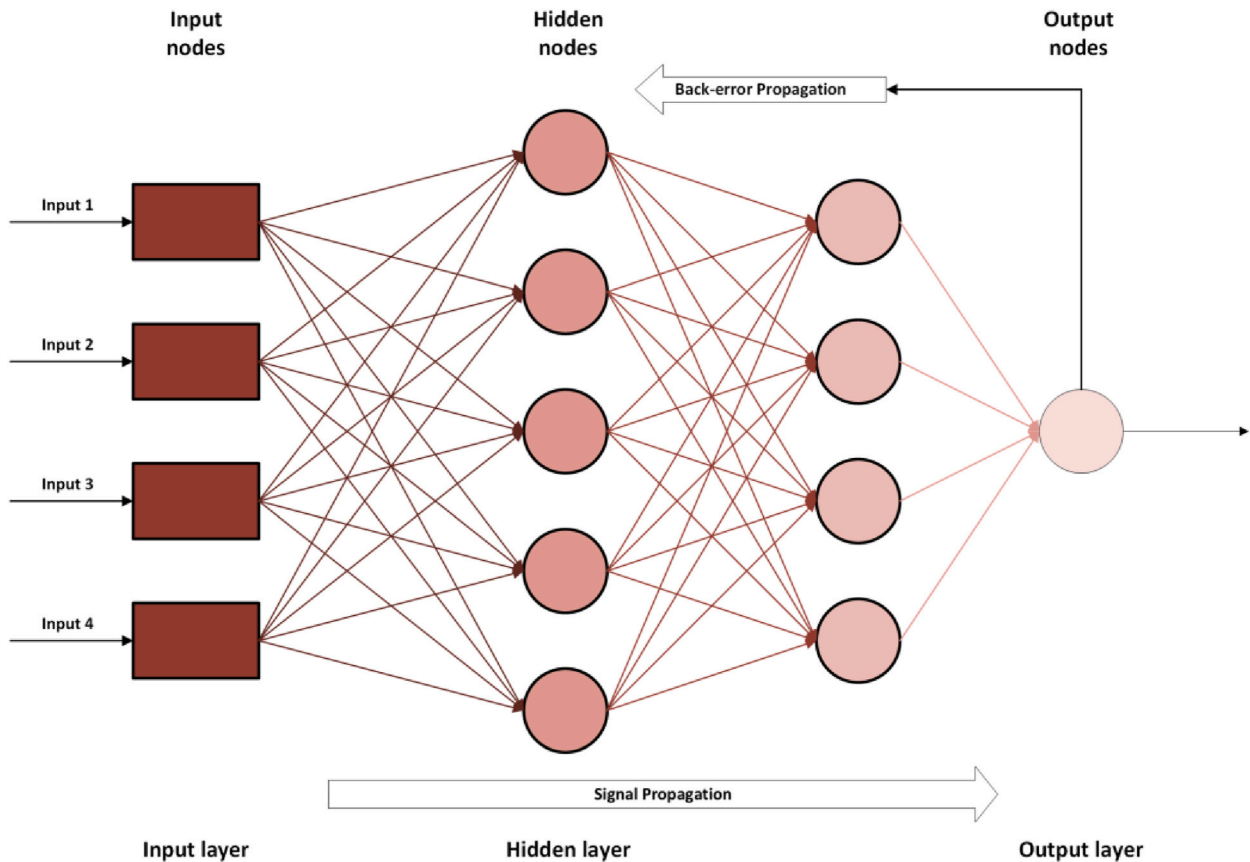 Input
nodes
Hidden
nodes
Output
nodes
Back-error Propagation
Input 1
Input 2
Input 3
Input 4
Signal Propagation
Input layer
Hidden layer
Output layer